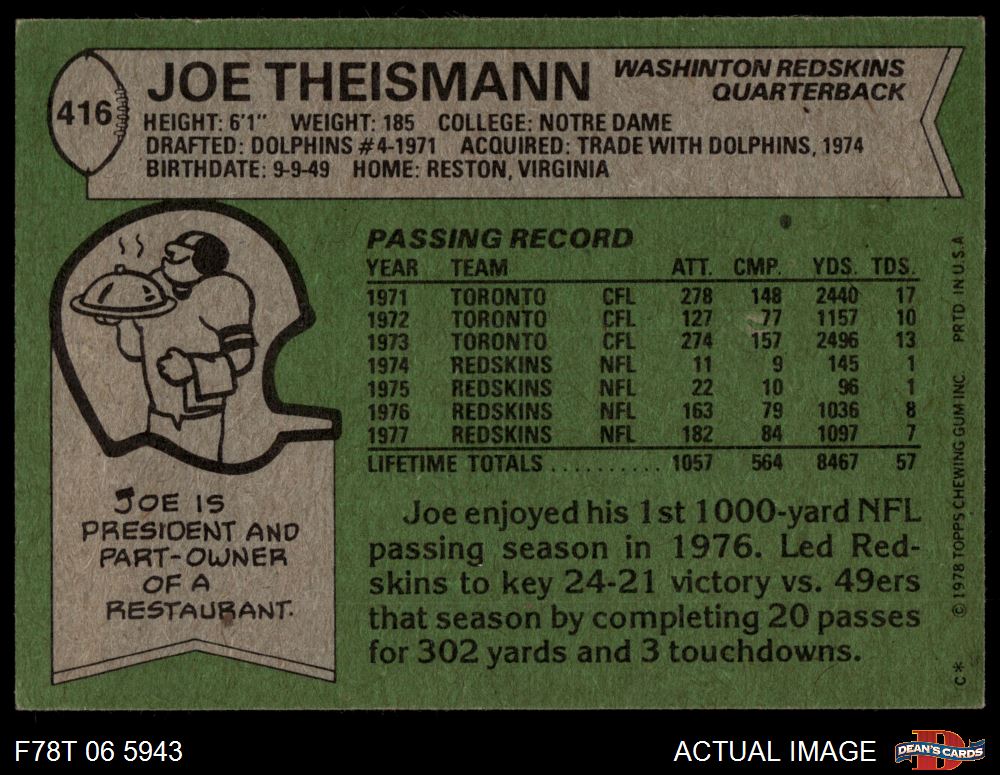 416
JOE THEISMANN
WASHINTON REDSKINS
QUARTERBACK
HEIGHT: 6'1" WEIGHT: 185 COLLEGE: NOTRE DAME
DRAFTED: DOLPHINS #4-1971 ACQUIRED: TRADE WITH DOLPHINS, 1974
BIRTHDATE: 9-9-49 HOME: RESTON, VIRGINIA
PASSING RECORD
YEAR TEAM ATT. CMP. YDS. TDS.
1971 TORONTO CFL 278 148 2440 17
1972 TORONTO CFL 127 77 1157 10
1973 TORONTO CFL 274 157 2496 13
1974 REDSKINS NFL 11 9 145 1
1975 REDSKINS NFL 22 10 96 1
1976 REDSKINS NFL 163 79 1036 8
1977 REDSKINS NFL 182 84 1097 7
LIFETIME TOTALS .......... 1057 564 8467 57
JOE IS
PRESIDENT AND
PART-OWNER
OF A
RESTAURANT.
Joe enjoyed his 1st 1000-yard NFL
passing season in 1976. Led Red-
skins to key 24-21 victory vs. 49ers
that season by completing 20 passes
for 302 yards and 3 touchdowns.
C* © 1978 TOPPS CHEWING GUM INC. PRTD. IN U.S.A
F78T 06 5943
ACTUAL IMAGE
D
DEAN'S CARDS